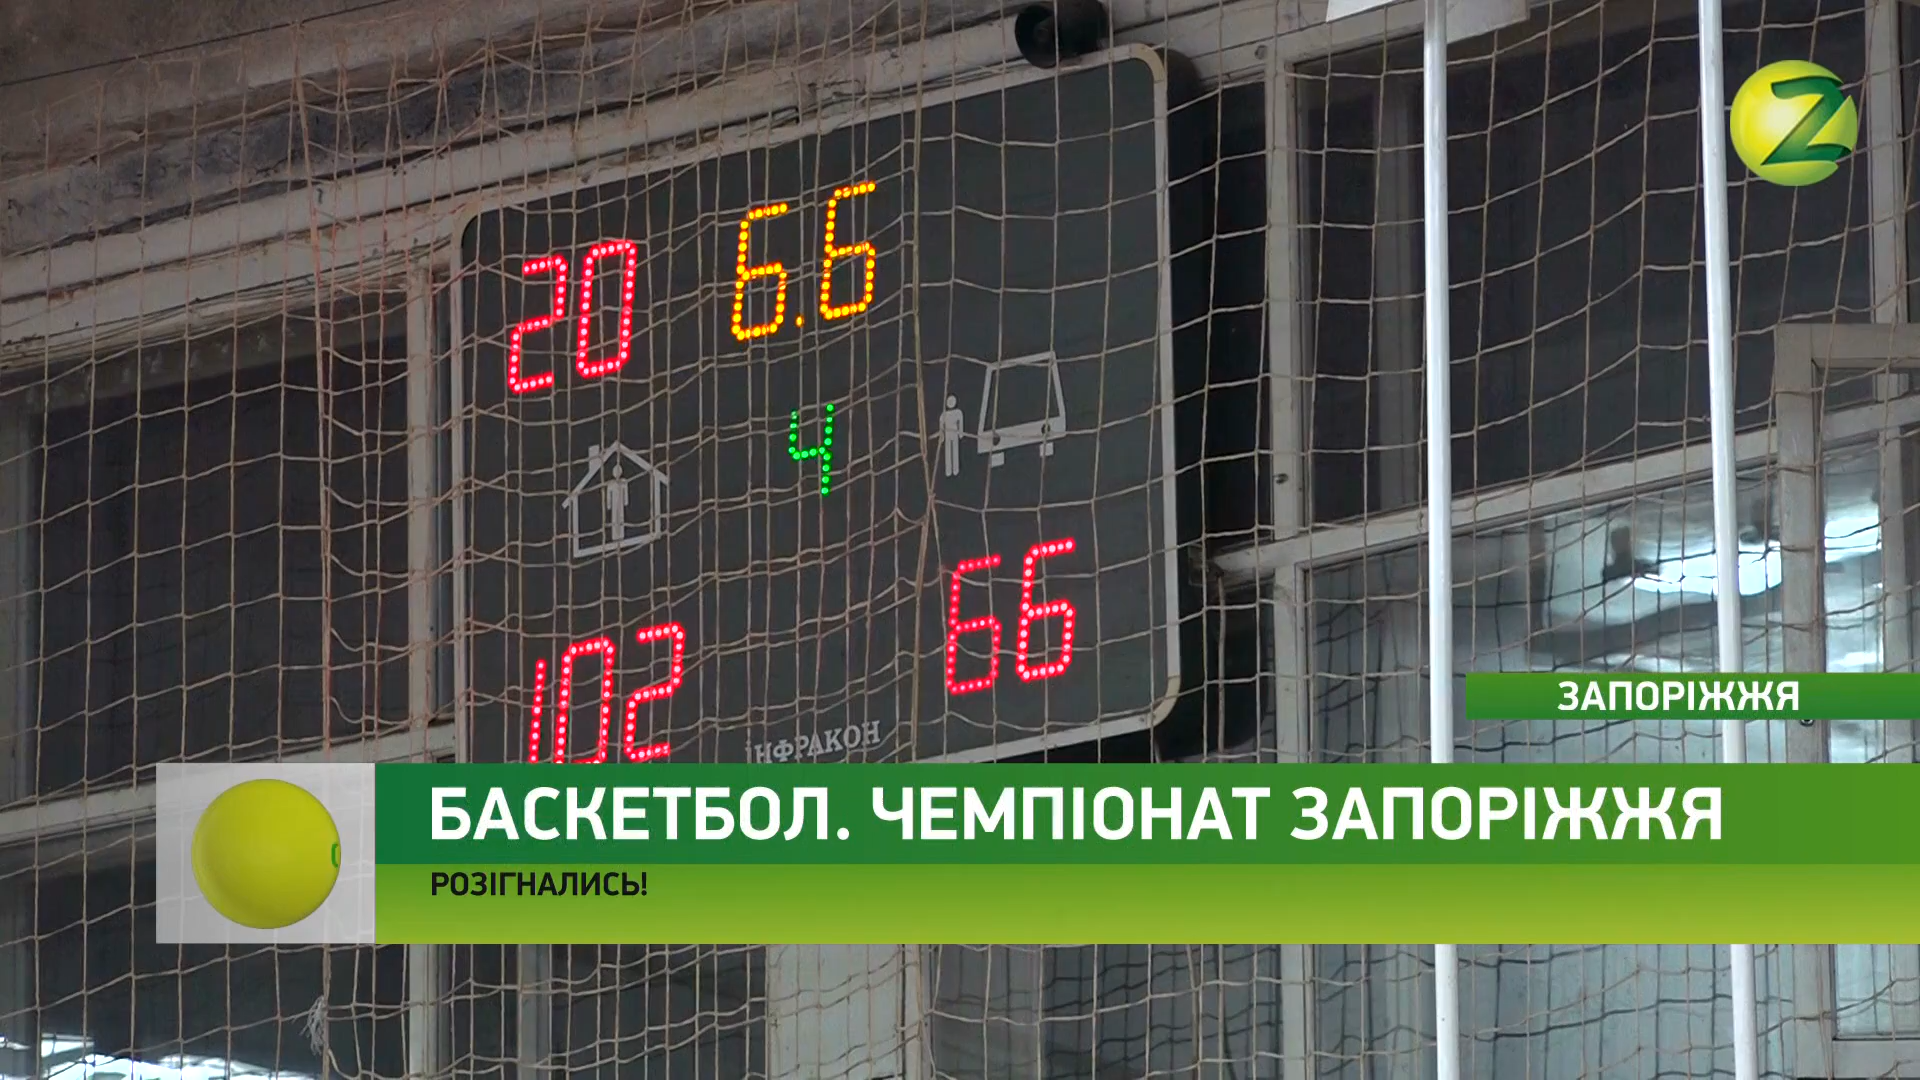 Z
20 6.6
4
102 66
ІНФРАКОН
ЗАПОРІЖЖЯ
БАСКЕТБОЛ. ЧЕМПІОНАТ ЗАПОРІЖЖЯ
РОЗІГНАЛИСЬ!